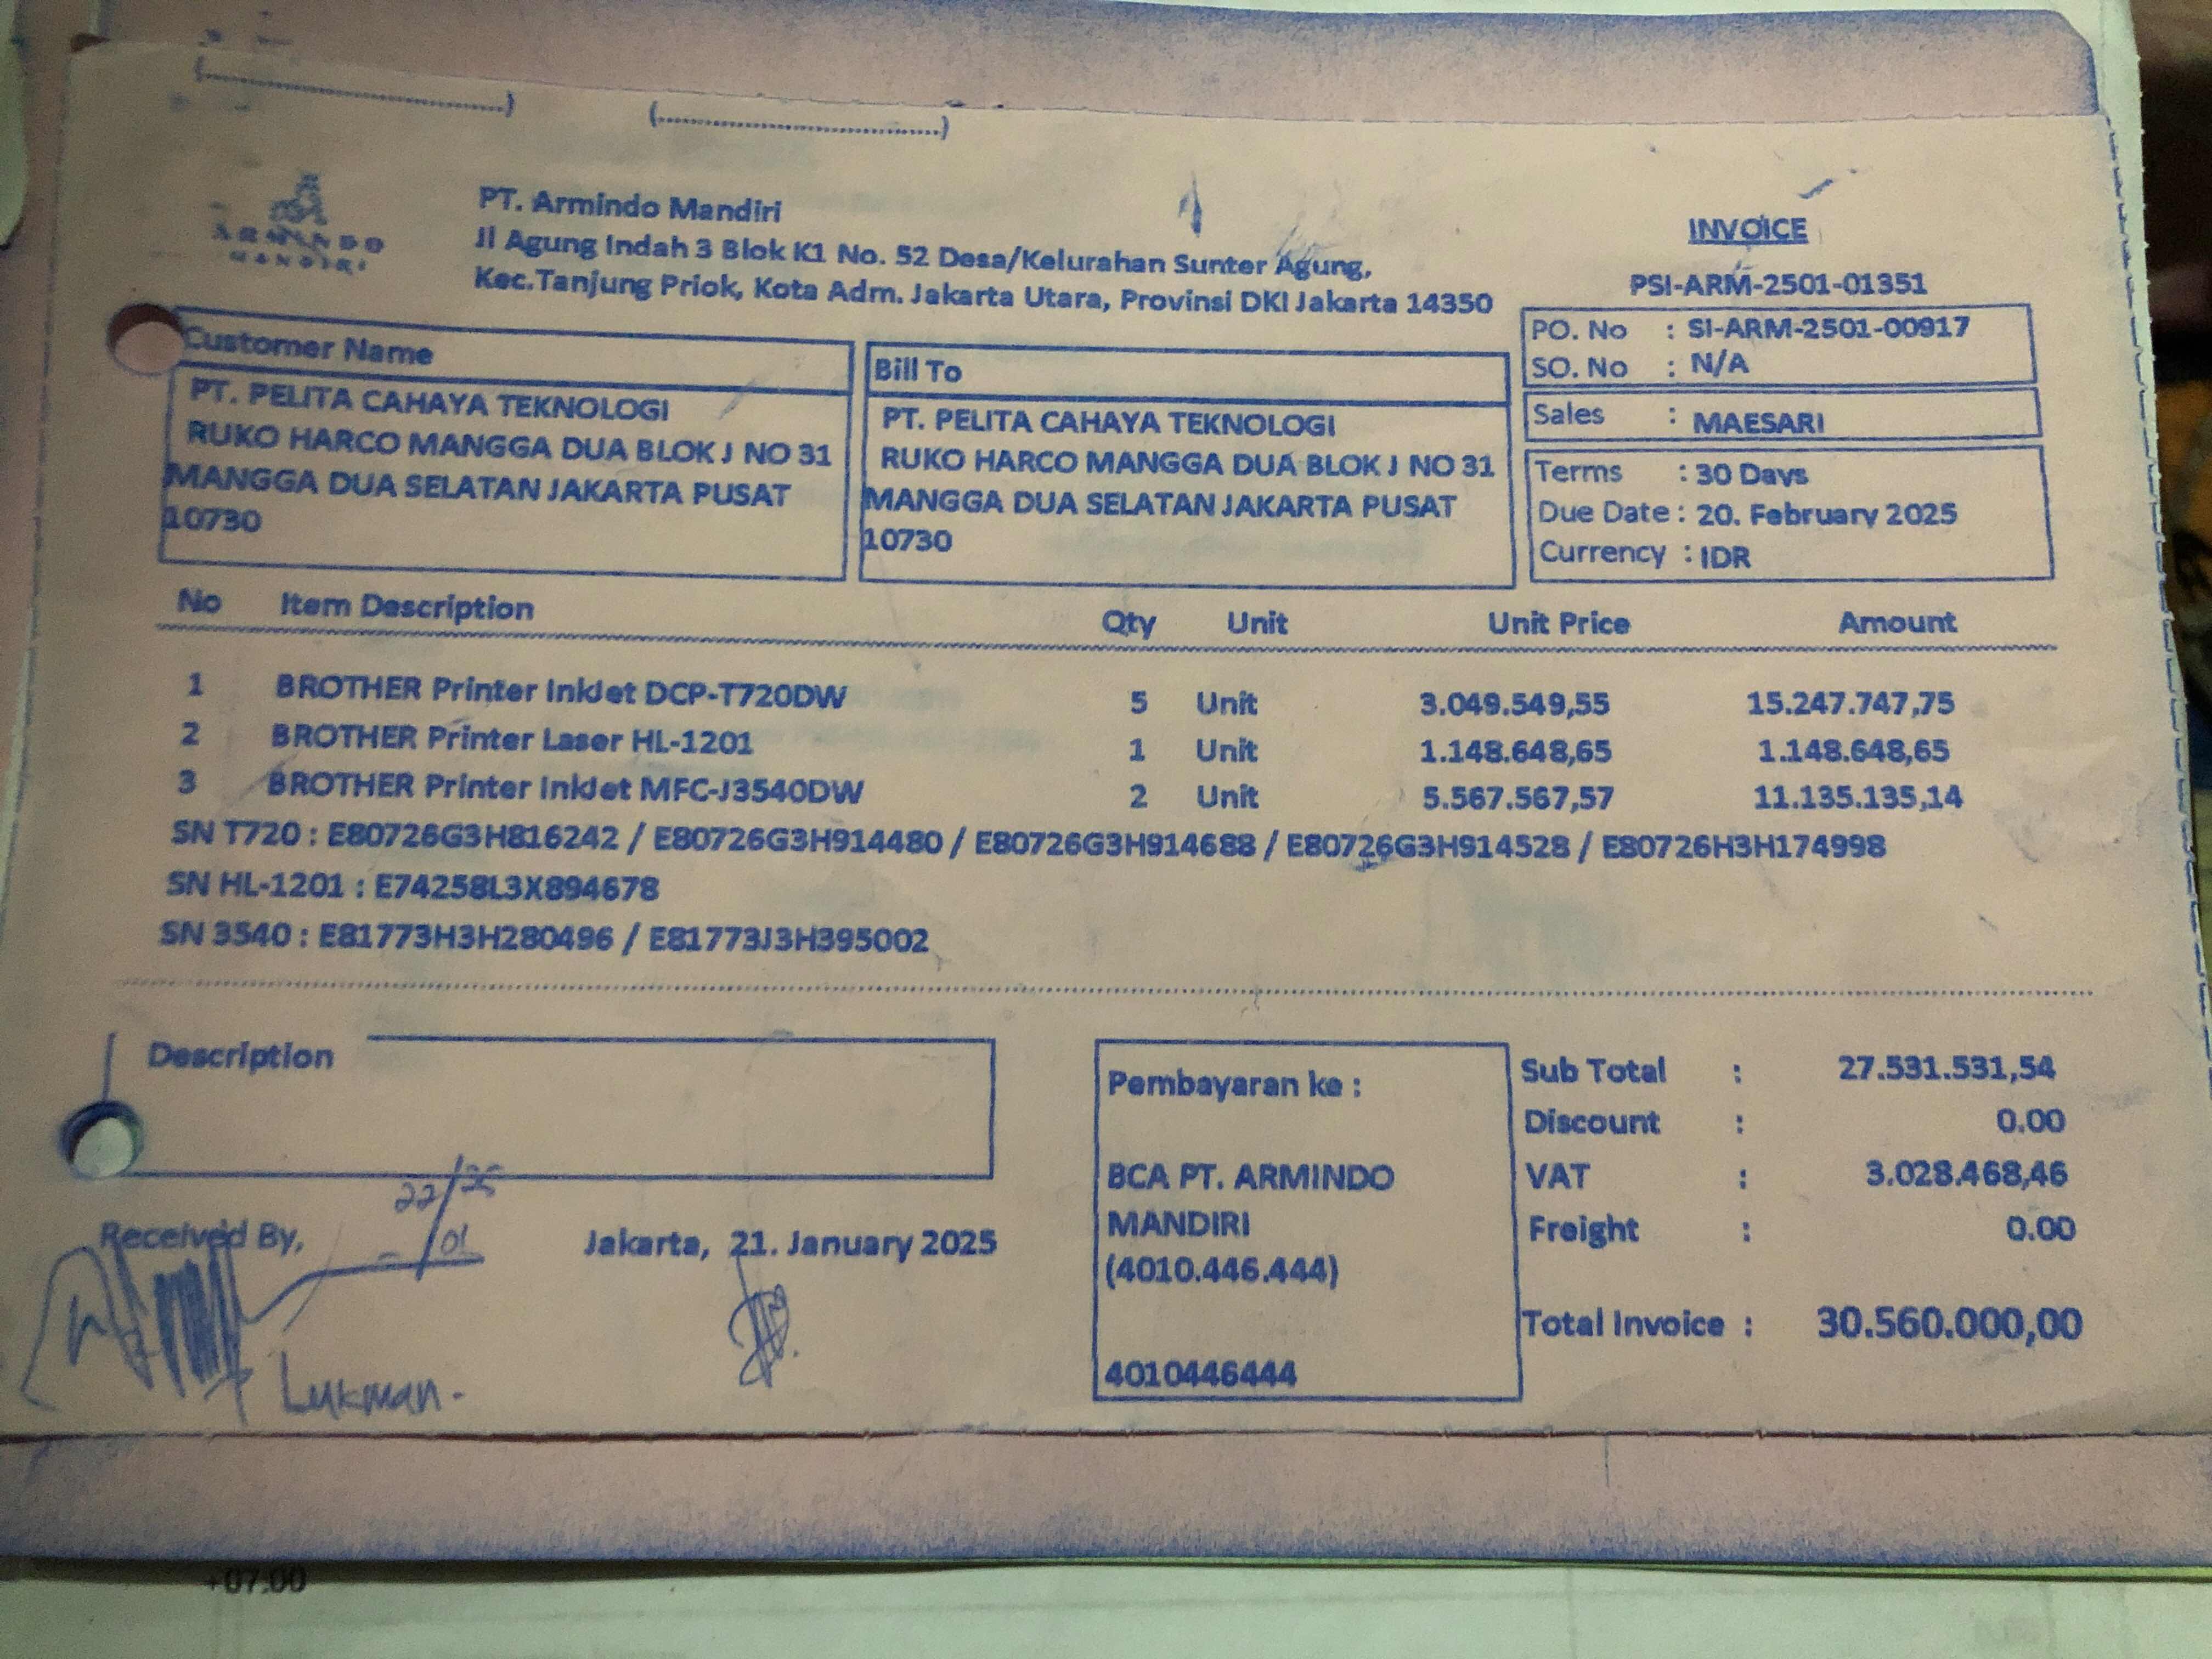 ARMINDO
MANDIRI
PT. Armindo Mandiri
Jl Agung Indah 3 Blok K1 No. 52 Desa/Kelurahan Sunter Agung,
Kec.Tanjung Priok, Kota Adm. Jakarta Utara, Provinsi DKI Jakarta 14350
INVOICE
PSI-ARM-2501-01351
PO. No : SI-ARM-2501-00917
SO. No : N/A
Sales : MAESARI
Terms : 30 Days
Due Date : 20. February 2025
Currency : IDR
Customer Name
PT. PELITA CAHAYA TEKNOLOGI
RUKO HARCO MANGGA DUA BLOK J NO 31
MANGGA DUA SELATAN JAKARTA PUSAT
10730
Bill To
PT. PELITA CAHAYA TEKNOLOGI
RUKO HARCO MANGGA DUA BLOK J NO 31
MANGGA DUA SELATAN JAKARTA PUSAT
10730
No Item Description Qty Unit Unit Price Amount
1 BROTHER Printer InkJet DCP-T720DW 5 Unit 3.049.549,55 15.247.747,75
2 BROTHER Printer Laser HL-1201 1 Unit 1.148.648,65 1.148.648,65
3 BROTHER Printer InkJet MFC-J3540DW 2 Unit 5.567.567,57 11.135.135,14
SN T720 : E80726G3H816242 / E80726G3H914480 / E80726G3H914688 / E80726G3H914528 / E80726H3H174998
SN HL-1201 : E74258L3X894678
SN 3540 : E81773H3H280496 / E81773J3H395002
Description
22/25
01
Received By,
Lukman.
Jakarta, 21. January 2025
Pembayaran ke :
BCA PT. ARMINDO
MANDIRI
(4010.446.444)
4010446444
Sub Total : 27.531.531,54
Discount : 0.00
VAT : 3.028.468,46
Freight : 0.00
Total Invoice : 30.560.000,00
+07:00